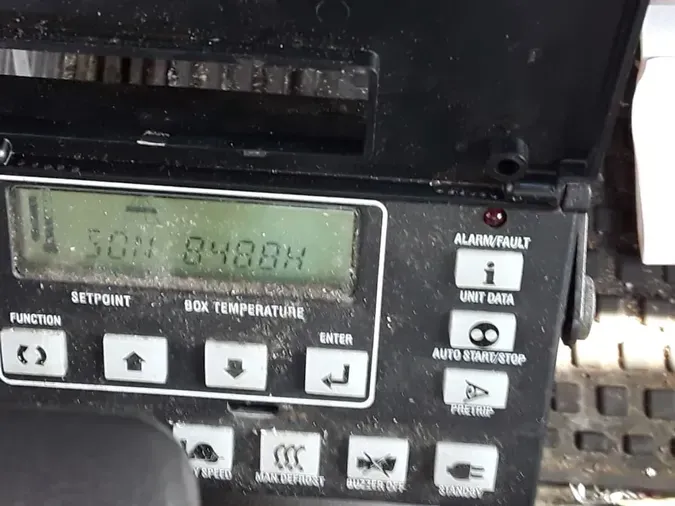 SON 8488H
ALARM/FAULT
UNIT DATA
SETPOINT BOX TEMPERATURE
FUNCTION
ENTER
AUTO START/STOP
PRETRIP
SPEED
MAN DEFROST
BUZZER OFF
STANDBY